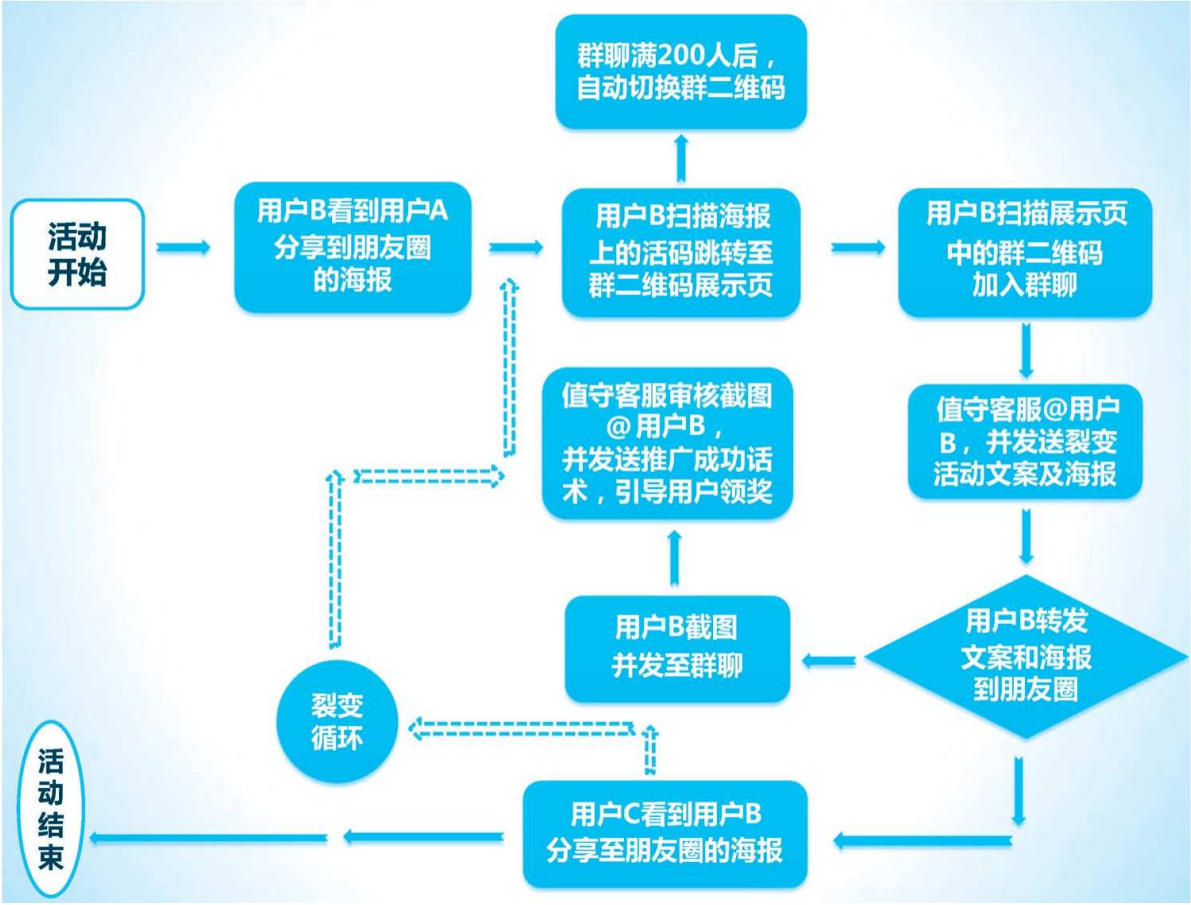 群聊满200人后，
自动切换群二维码
活动
开始
用户B看到用户A
分享到朋友圈
的海报
用户B扫描海报
上的活码跳转至
群二维码展示页
用户B扫描展示页
中的群二维码
加入群聊
值守客服审核截图
@用户B，
并发送推广成功话
术，引导用户领奖
值守客服@用户
B，并发送裂变
活动文案及海报
用户B截图
并发至群聊
用户B转发
文案和海报
到朋友圈
裂变
循环
用户C看到用户B
分享至朋友圈的海报
活
动
结
束